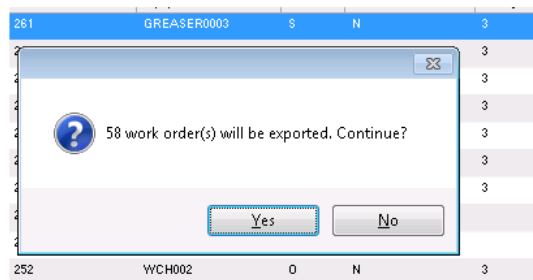 261 GREASER0003 S N 3
3
3
3
3
3
3
58 work order(s) will be exported. Continue?
Yes No
252 WCH002 O N 3